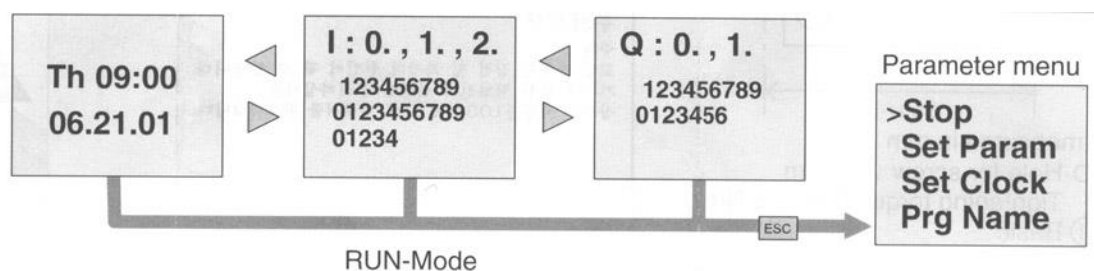 Th 09:00
06.21.01
I : 0. , 1. , 2.
123456789
0123456789
01234
Q : 0. , 1.
123456789
0123456
Parameter menu
>Stop
Set Param
Set Clock
Prg Name
ESC
RUN-Mode